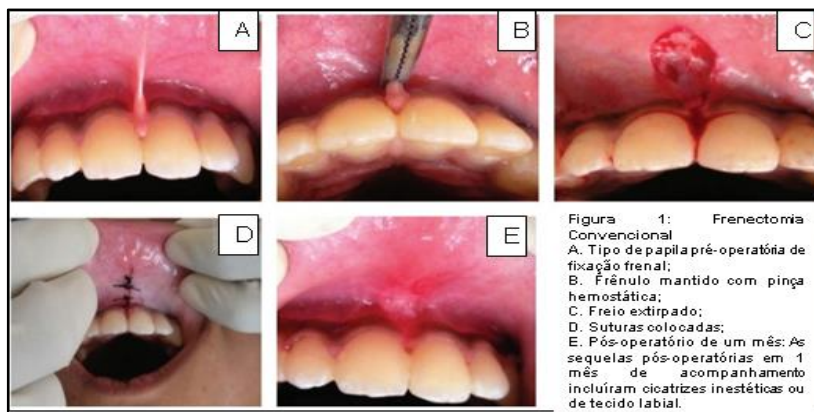 A
B
C
D
E
Figura 1: Frenectomia
Convencional
A. Tipo de papila pré-operatória de
fixação frenal;
B. Frênulo mantido com pinça
hemostática;
C. Freio extirpado;
D. Suturas colocadas;
E. Pós-operatório de um mês: As
sequelas pós-operatórias em 1
mês de acompanhamento
incluíram cicatrizes inestéticas ou
de tecido labial.